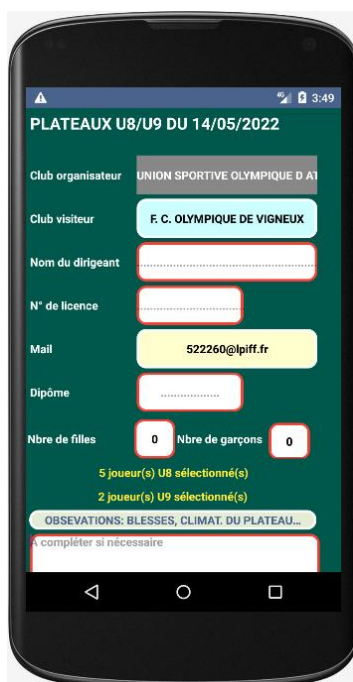 4G 3:49
PLATEAUX U8/U9 DU 14/05/2022
Club organisateur UNION SPORTIVE OLYMPIQUE D AT
Club visiteur F. C. OLYMPIQUE DE VIGNEUX
Nom du dirigeant
N° de licence
Mail 522260@lpiff.fr
Dipôme
Nbre de filles 0 Nbre de garçons 0
5 joueur(s) U8 sélectionné(s)
2 joueur(s) U9 sélectionné(s)
OBSEVATIONS: BLESSES, CLIMAT. DU PLATEAU...
A compléter si nécessaire